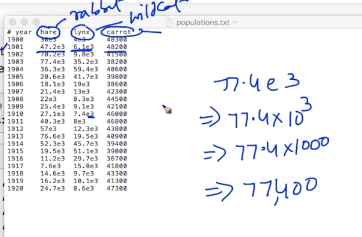 rabbit
wildcat
populations.txt
# year hare lynx carrot
1900 30e3 4e3 48300
1901 47.2e3 6.1e3 48200
1902 70.2e3 9.8e3 41500
1903 77.4e3 35.2e3 38200
1904 36.3e3 59.4e3 40600
1905 20.6e3 41.7e3 39800
1906 18.1e3 19e3 38600
1907 21.4e3 13e3 42300
1908 22e3 8.3e3 44500
1909 25.4e3 9.1e3 42100
1910 27.1e3 7.4e3 46000
1911 40.3e3 8e3 46800
1912 57e3 12.3e3 43800
1913 76.6e3 19.5e3 40900
1914 52.3e3 45.7e3 39400
1915 19.5e3 51.1e3 39000
1916 11.2e3 29.7e3 36700
1917 7.6e3 15.8e3 41800
1918 14.6e3 9.7e3 43300
1919 16.2e3 10.1e3 41300
1920 24.7e3 8.6e3 47300
77.4e3
⇒ 77.4×10³
⇒ 77.4×1000
⇒ 77,400